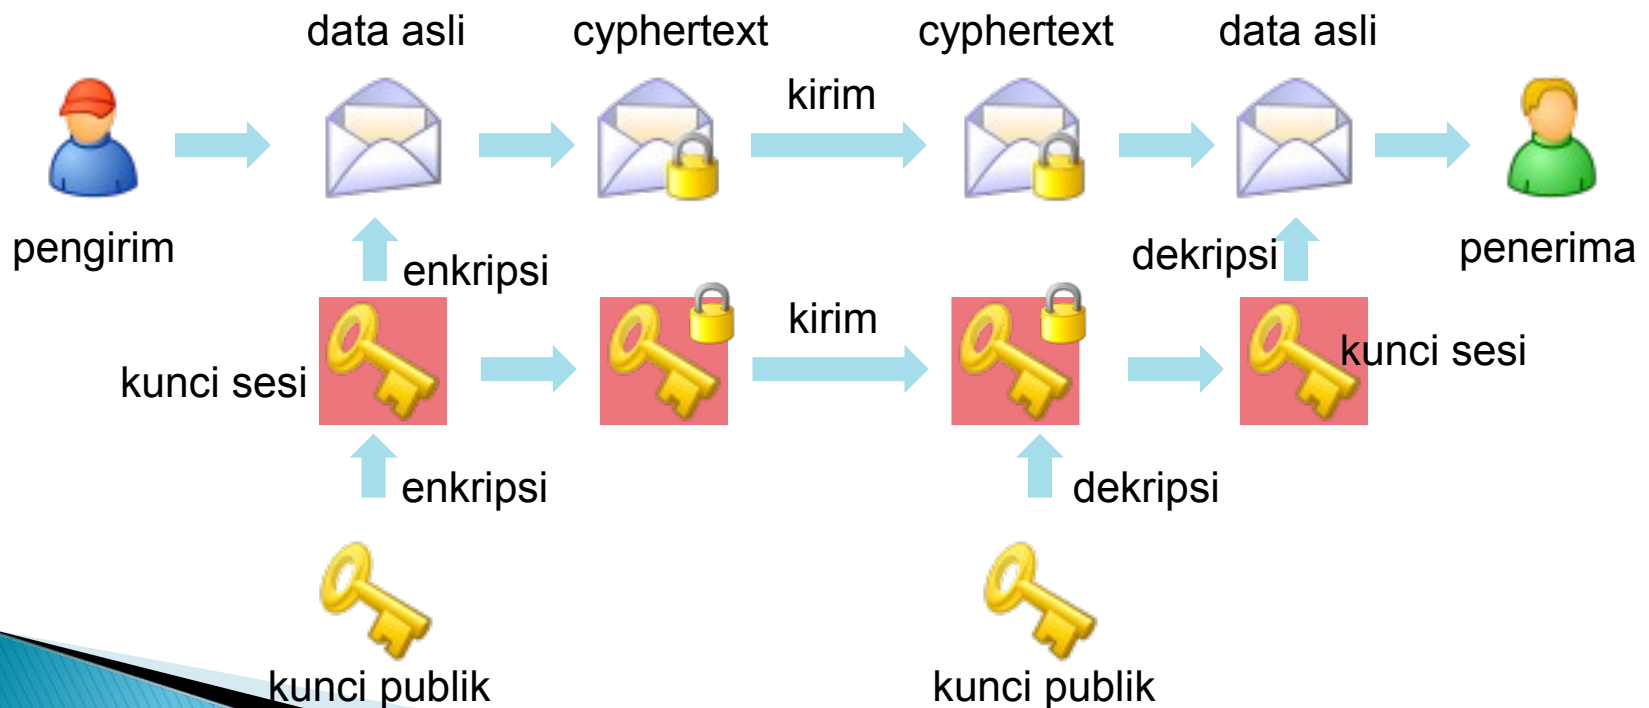 data asli
cyphertext
cyphertext
data asli
kirim
pengirim
enkripsi
dekripsi
penerima
kirim
kunci sesi
kunci sesi
enkripsi
dekripsi
kunci publik
kunci publik